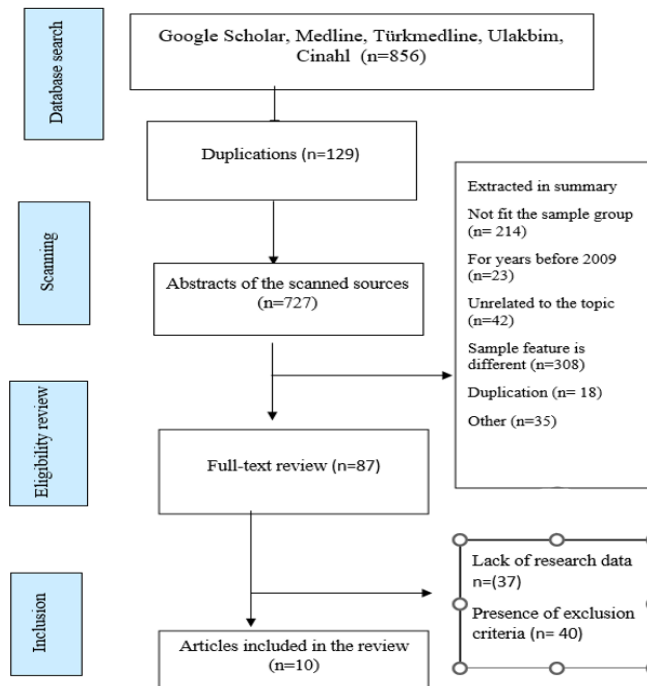 Database search
Google Scholar, Medline, Türkmedline, Ulakbim,
Cinahl (n=856)
Duplications (n=129)
Scanning
Abstracts of the scanned sources
(n=727)
Extracted in summary
Not fit the sample group
(n= 214)
For years before 2009
(n=23)
Unrelated to the topic
(n=42)
Sample feature is
different (n=308)
Duplication (n= 18)
Other (n=35)
Eligibility review
Full-text review (n=87)
Lack of research data
n=(37)
Presence of exclusion
criteria (n= 40)
Inclusion
Articles included in the review
(n=10)